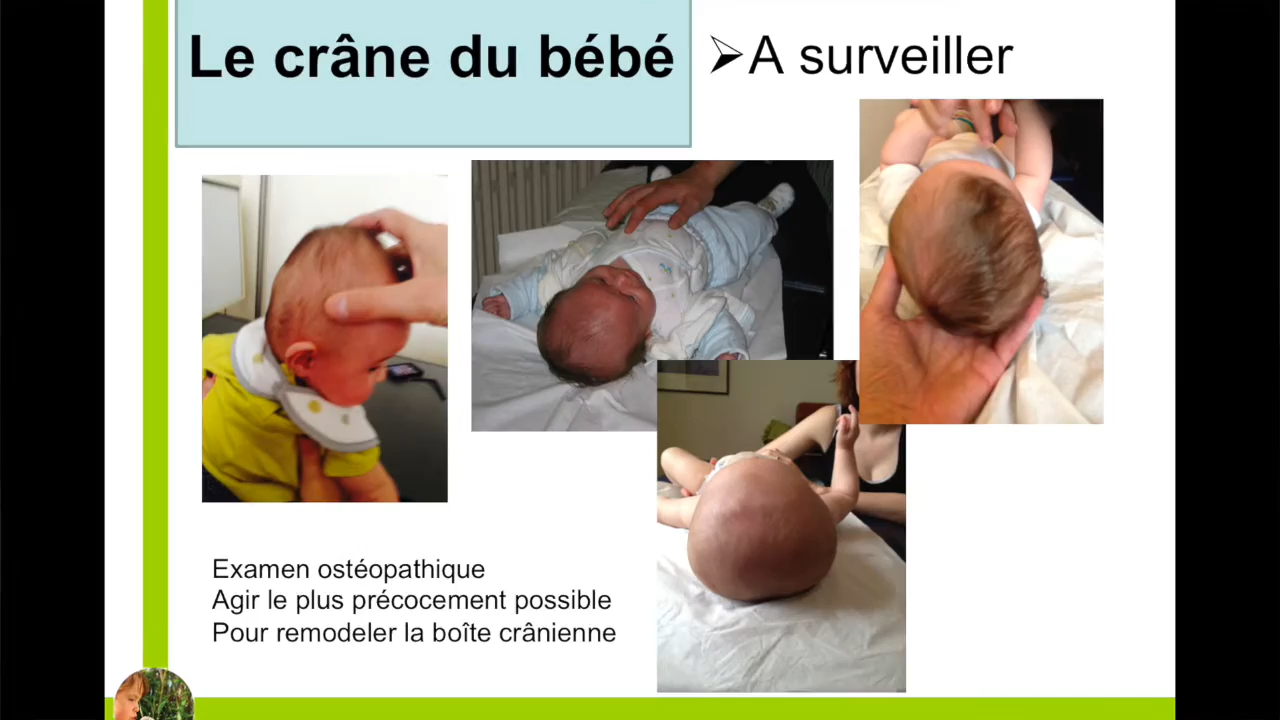 Le crâne du bébé
➢A surveiller
Examen ostéopathique
Agir le plus précocement possible
Pour remodeler la boîte crânienne